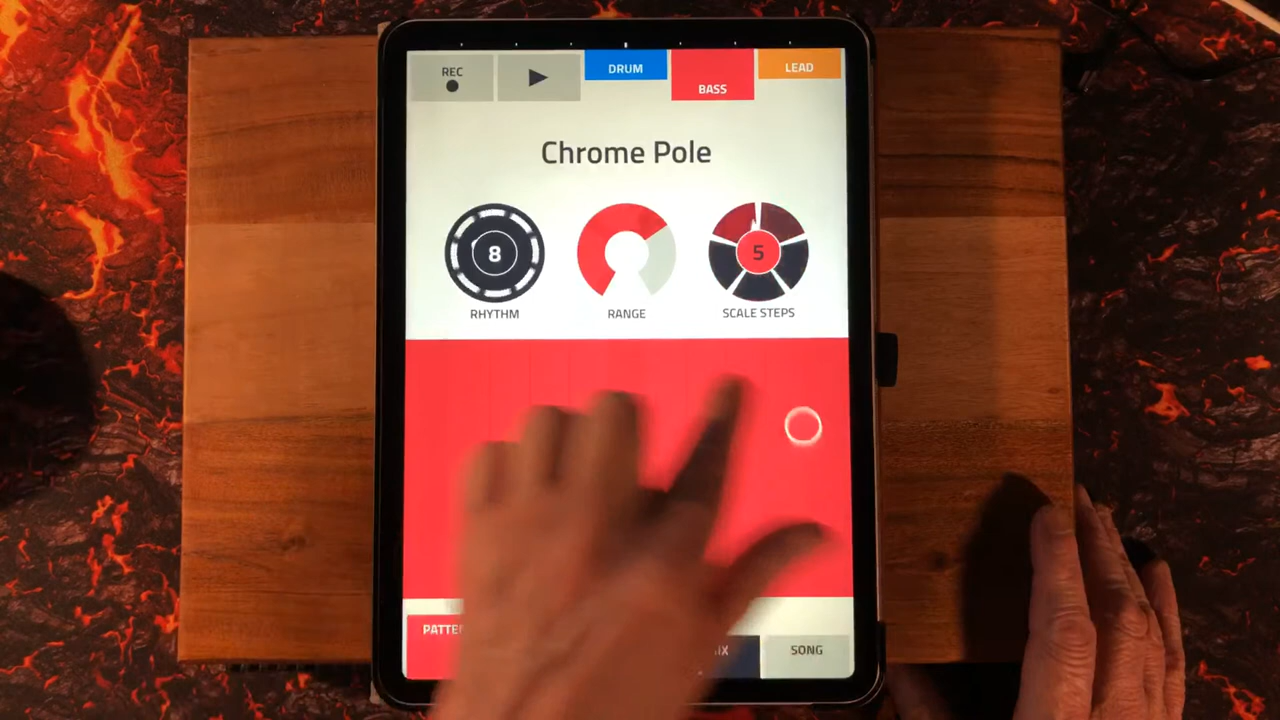 REC
DRUM
BASS
LEAD
Chrome Pole
8
5
RHYTHM
RANGE
SCALE STEPS
SONG